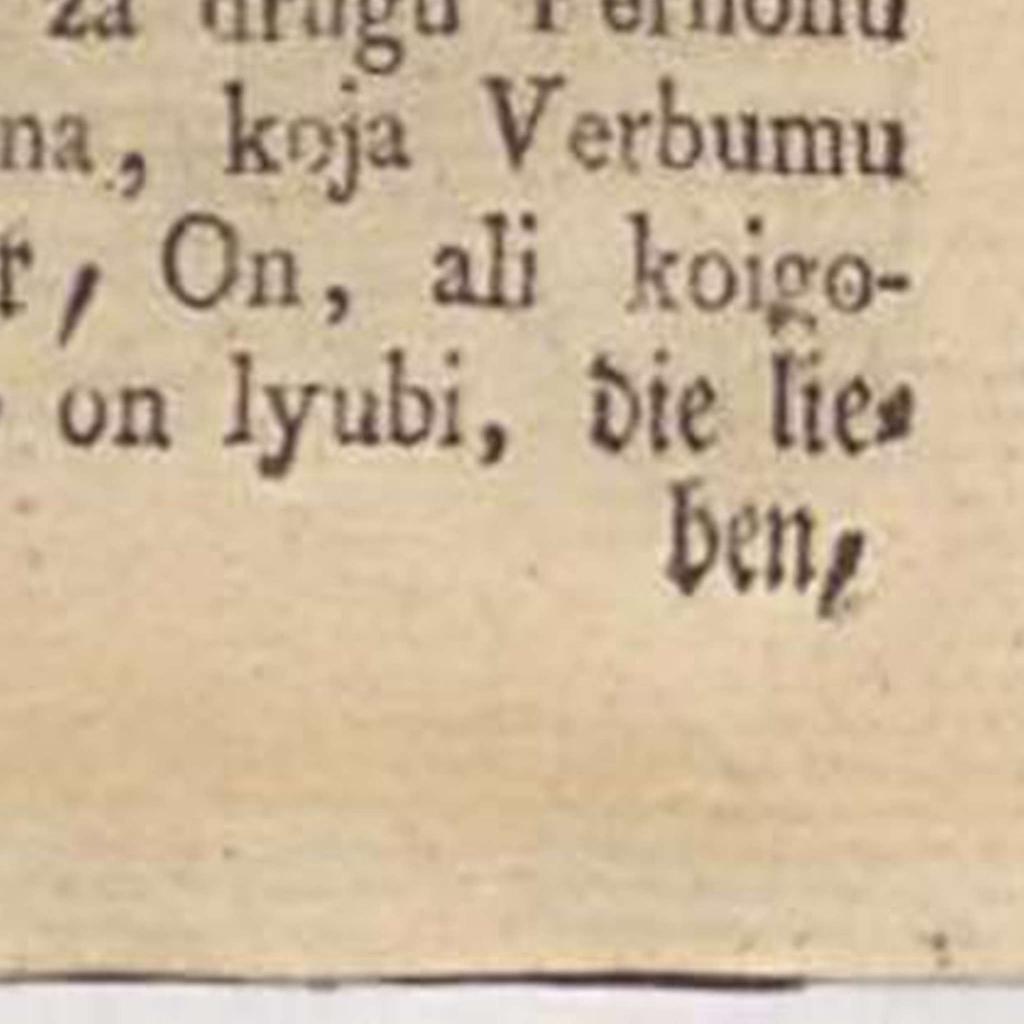 za drugu Perſonu
na, koja Verbumu
r, On, ali koigo-
on lyubi, die lie-
ben,